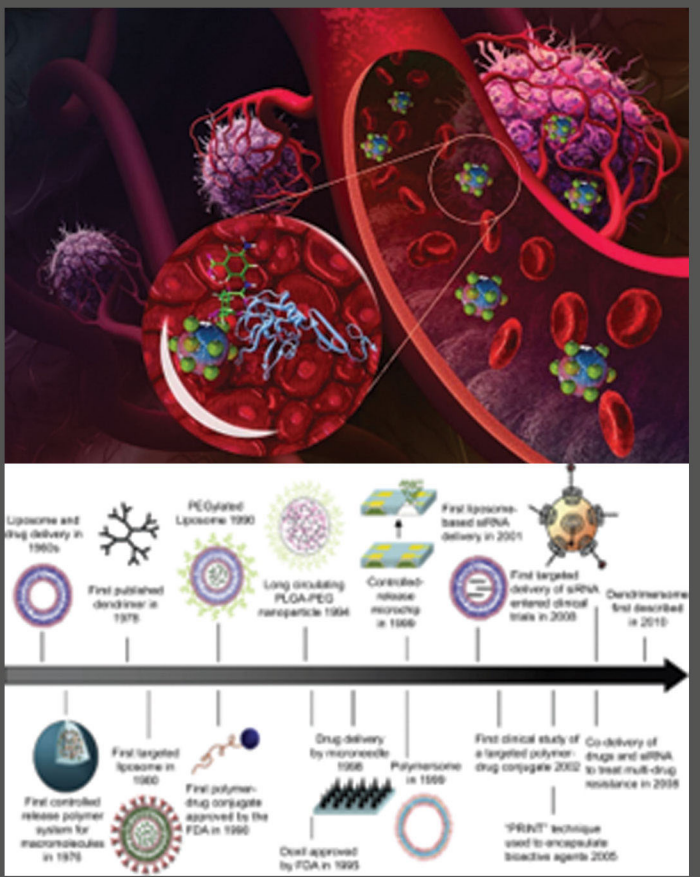 Liposome and
drug delivery in
1960s
First published
dendrimer in
1978
PEGylated
Liposome 1990
Long circulating
PLGA-PEG
nanoparticle 1994
Controlled-
release
microchip
in 1999
First liposome-
based siRNA
delivery in 2001
First targeted
delivery of siRNA
entered clinical
trials in 2008
Dendrimersome
first described
in 2010
First controlled
release polymer
system for
macromolecules
in 1976
First targeted
liposome in
1980
First polymer-
drug conjugate
approved by the
FDA in 1990
Drug delivery
by microneedle
1998
Doxil approved
by FDA in 1995
Polymersome
in 1999
First clinical study of
a targeted polymer-
drug conjugate 2002
"PRINT" technique
used to encapsulate
bioactive agents 2005
Co-delivery of
drugs and siRNA
to treat multi-drug
resistance in